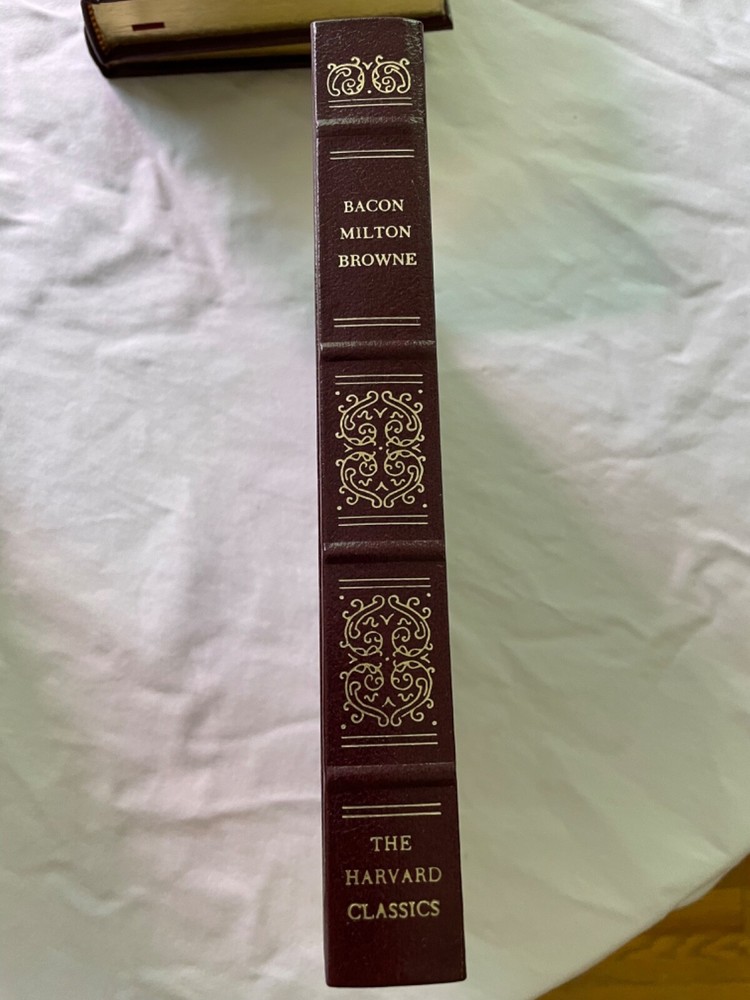 BACON
MILTON
BROWNE
THE
HARVARD
CLASSICS